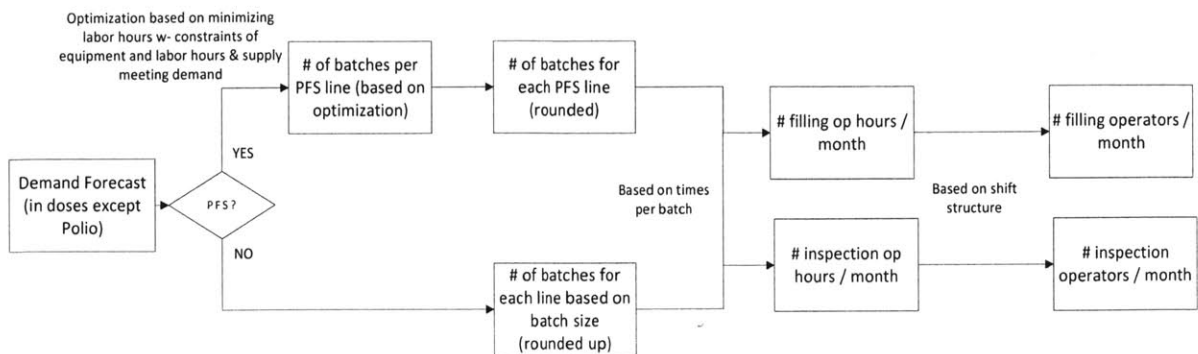 Optimization based on minimizing
labor hours w- constraints of
equipment and labor hours & supply
meeting demand
# of batches per
PFS line (based on
optimization)
# of batches for
each PFS line
(rounded)
# filling op hours /
month
# filling operators /
month
YES
Demand Forecast
(in doses except
Polio)
PFS?
Based on times
per batch
Based on shift
structure
NO
# of batches for
each line based on
batch size
(rounded up)
# inspection op
hours / month
# inspection
operators / month